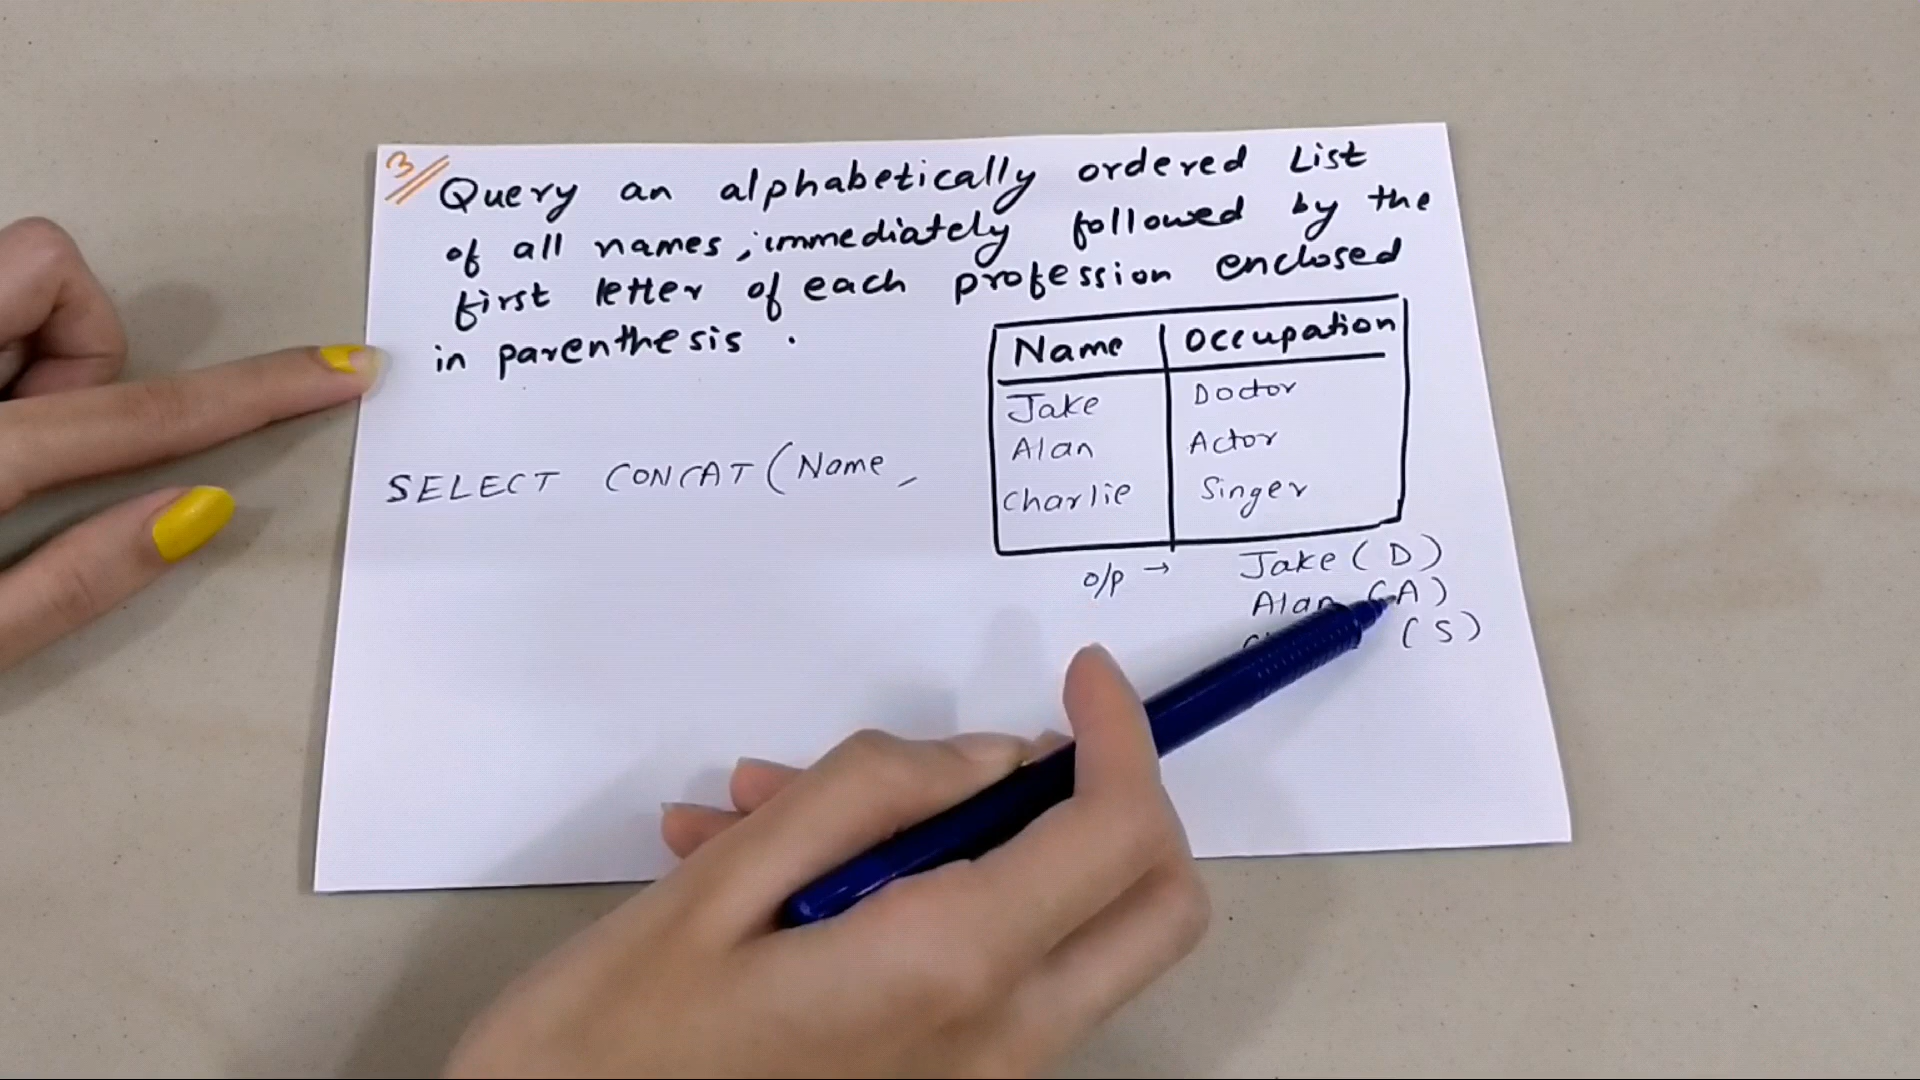 3
Query an alphabetically ordered List
of all names, immediately followed by the
first letter of each profession enclosed
in parenthesis .
Name | Occupation
Jake Doctor
Alan Actor
Charlie Singer
SELECT CONCAT(Name,
o/p → Jake (D)
Alan (A)
(S)